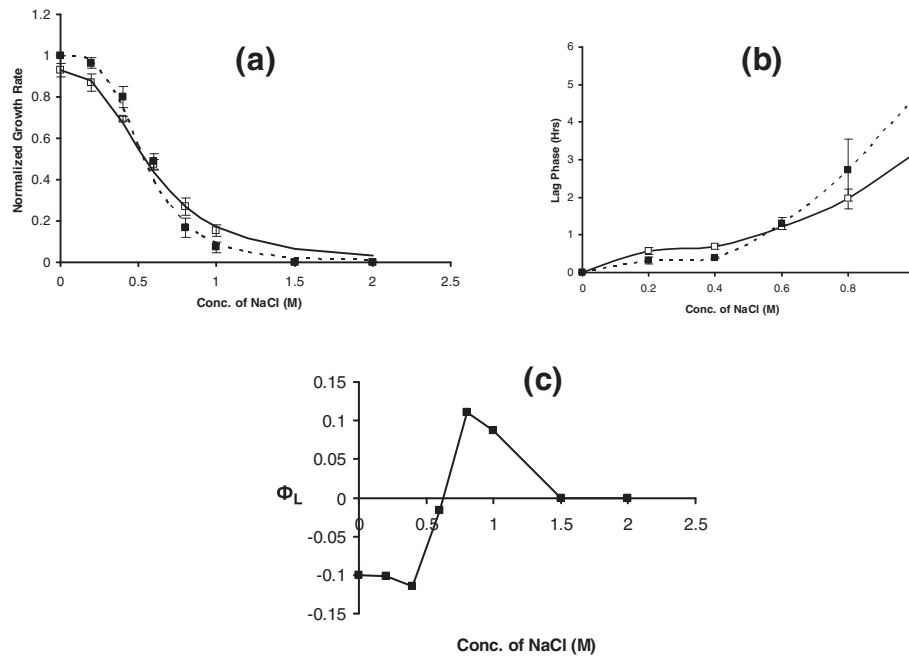 (a)
1.2
1
0.8
0.6
0.4
0.2
0
Normalized Growth Rate
0 0.5 1 1.5 2 2.5
Conc. of NaCl (M)
(b)
6
5
4
3
2
1
0
Lag Phase (Hrs)
0 0.2 0.4 0.6 0.8
Conc. of NaCl (M)
(c)
0.15
0.1
0.05
0
-0.05
-0.1
-0.15
ΦL
0 0.5 1 1.5 2 2.5
Conc. of NaCl (M)